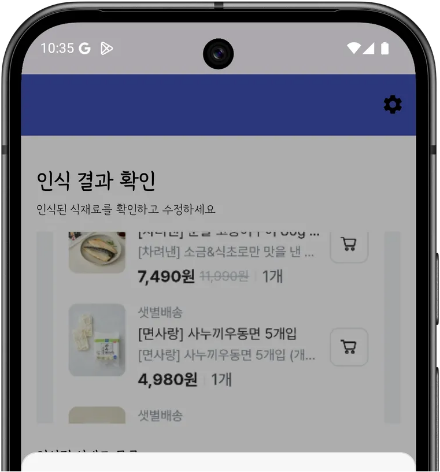 10:35 G
인식 결과 확인
인식된 식재료를 확인하고 수정하세요
[차려낸] 소금&식초로만 맛을 낸 ...
7,490원 11,090원 1개
샛별배송
[면사랑] 사누끼우동면 5개입
[면사랑] 사누끼우동면 5개입 (개...
4,980원 1개
샛별배송